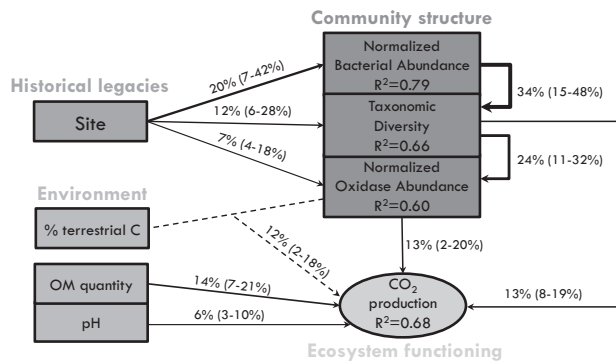 Community structure
Normalized
Bacterial Abundance
R²=0.79
Historical legacies
20% (7-42%)
34% (15-48%)
Site
12% (6-28%)
Taxonomic
Diversity
R²=0.66
7% (4-18%)
24% (11-32%)
Normalized
Oxidase Abundance
R²=0.60
Environment
% terrestrial C
12% (2-18%)
13% (2-20%)
OM quantity
14% (7-21%)
CO₂
production
R²=0.68
13% (8-19%)
pH
6% (3-10%)
Ecosystem functioning